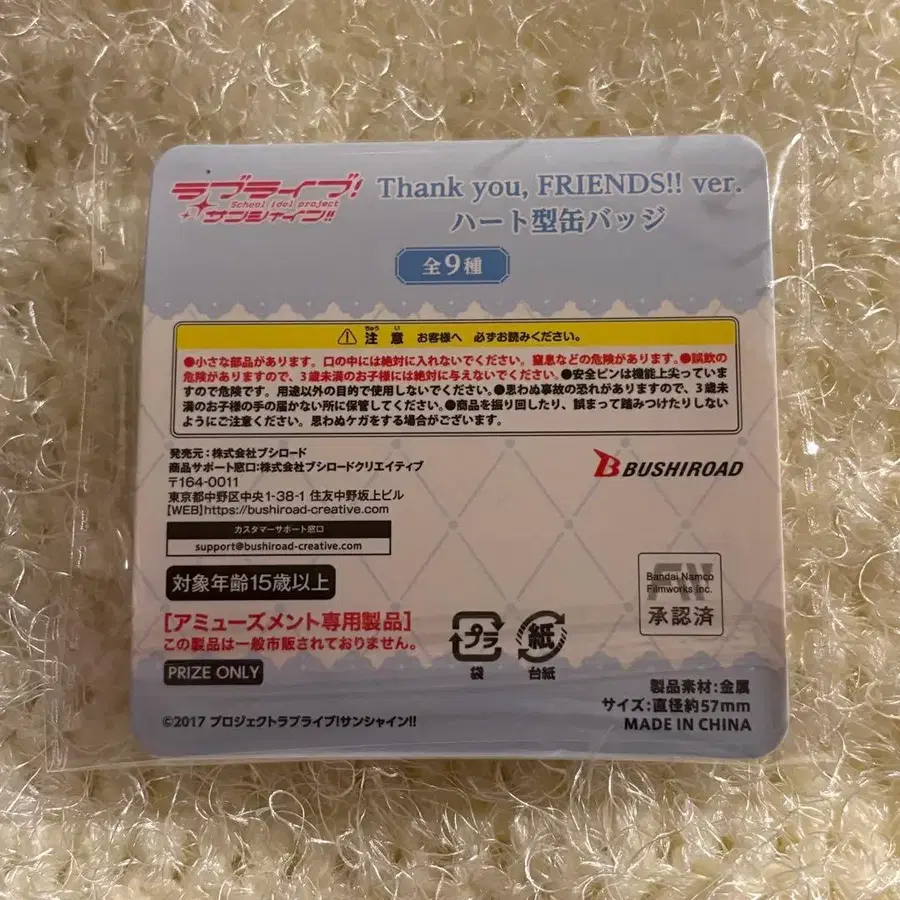 ラブライブ!
School idol project
サンシャイン!!
Thank you, FRIENDS!! ver.
ハート型缶バッジ
全9種
ちゅう い
注意 お客様へ 必ずお読みください。
●小さな部品があります。口の中には絶対に入れないでください。窒息などの危険があります。●誤飲の
危険がありますので、3歳未満のお子様には絶対に与えないでください。●安全ピンは機能上尖っていま
すので危険です。用途以外の目的で使用しないでください。●思わぬ事故の恐れがありますので、3歳未
満のお子様の手の届かない所に保管してください。●商品を振り回したり、誤まって踏みつけたりしない
ようにご注意ください。思わぬケガをする場合がございます。
発売元:株式会社ブシロード
商品サポート窓口:株式会社ブシロードクリエイティブ
〒164-0011
東京都中野区中央1-38-1 住友中野坂上ビル
【WEB】https://bushiroad-creative.com
カスタマーサポート窓口
support@bushiroad-creative.com
BUSHIROAD
対象年齢15歳以上
[アミューズメント専用製品]
この製品は一般市販されておりません。
PRIZE ONLY
©2017 プロジェクトラブライブ!サンシャイン!!
プラ
袋
紙
台紙
Bandai Namco
Filmworks Inc.
承認済
製品素材:金属
サイズ:直径約57mm
MADE IN CHINA